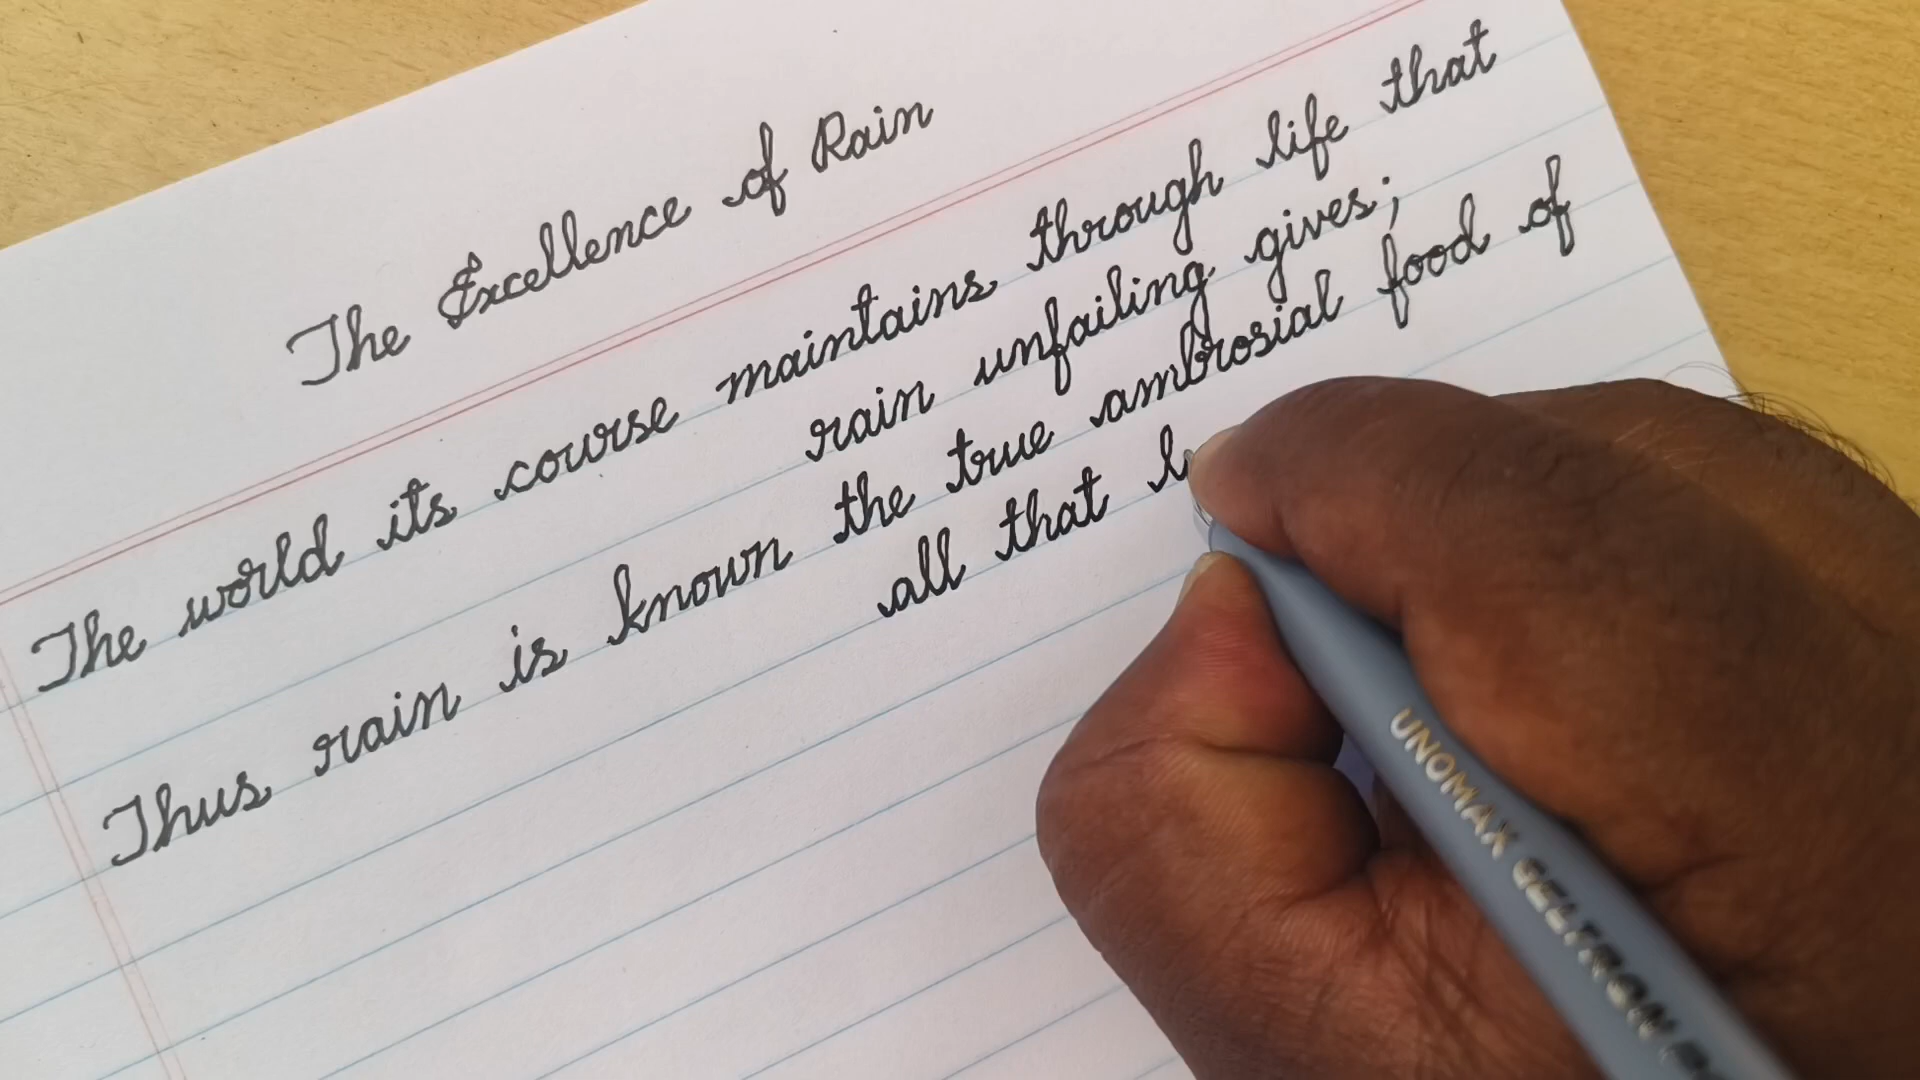 The Excellence of Rain
The world its course maintains through life that
rain unfailing gives;
Thus rain is known the true ambrosial food of
all that
UNOMAX GELTRON